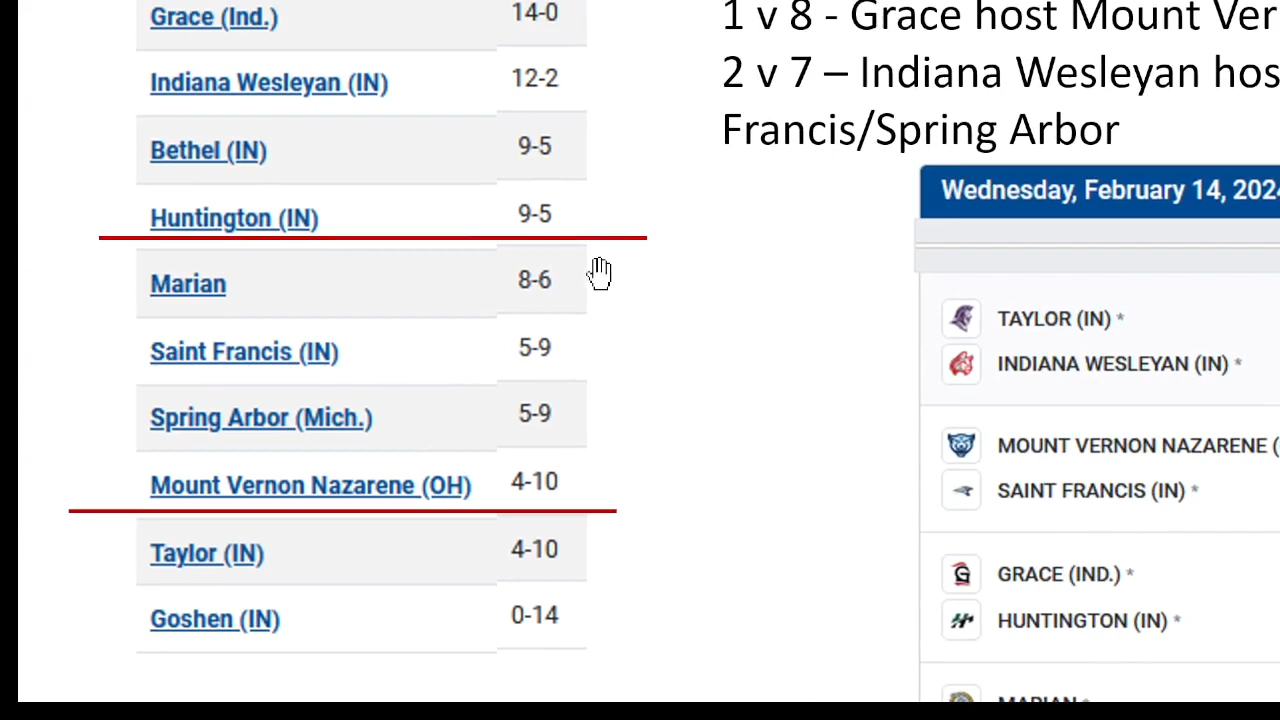 Grace (Ind.) 14-0
Indiana Wesleyan (IN) 12-2
Bethel (IN) 9-5
Huntington (IN) 9-5
Marian 8-6
Saint Francis (IN) 5-9
Spring Arbor (Mich.) 5-9
Mount Vernon Nazarene (OH) 4-10
Taylor (IN) 4-10
Goshen (IN) 0-14
1 v 8 - Grace host Mount Ver
2 v 7 – Indiana Wesleyan hos
Francis/Spring Arbor
Wednesday, February 14, 2024
TAYLOR (IN) *
INDIANA WESLEYAN (IN) *
MOUNT VERNON NAZARENE (
SAINT FRANCIS (IN) *
GRACE (IND.) *
HUNTINGTON (IN) *
MARIAN *